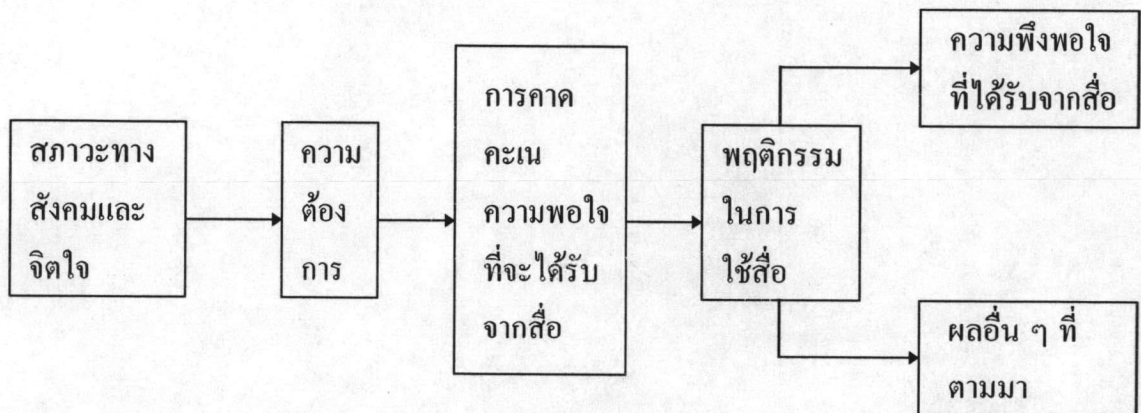 สภาวะทาง
สังคมและ
จิตใจ
ความ
ต้อง
การ
การคาด
คะเน
ความพอใจ
ที่จะได้รับ
จากสื่อ
พฤติกรรม
ในการ
ใช้สื่อ
ความพึงพอใจ
ที่ได้รับจากสื่อ
ผลอื่น ๆ ที่
ตามมา